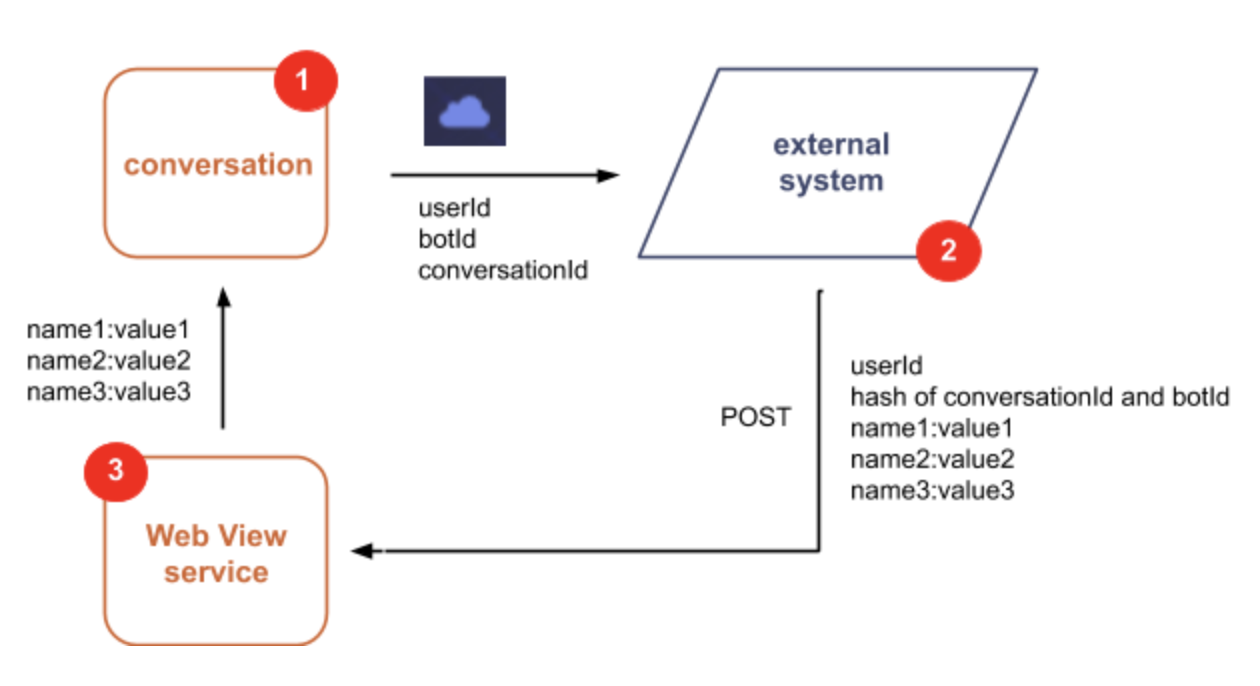 1
conversation
userId
botId
conversationId
external
system
2
name1:value1
name2:value2
name3:value3
POST
userId
hash of conversationId and botId
name1:value1
name2:value2
name3:value3
3
Web View
service